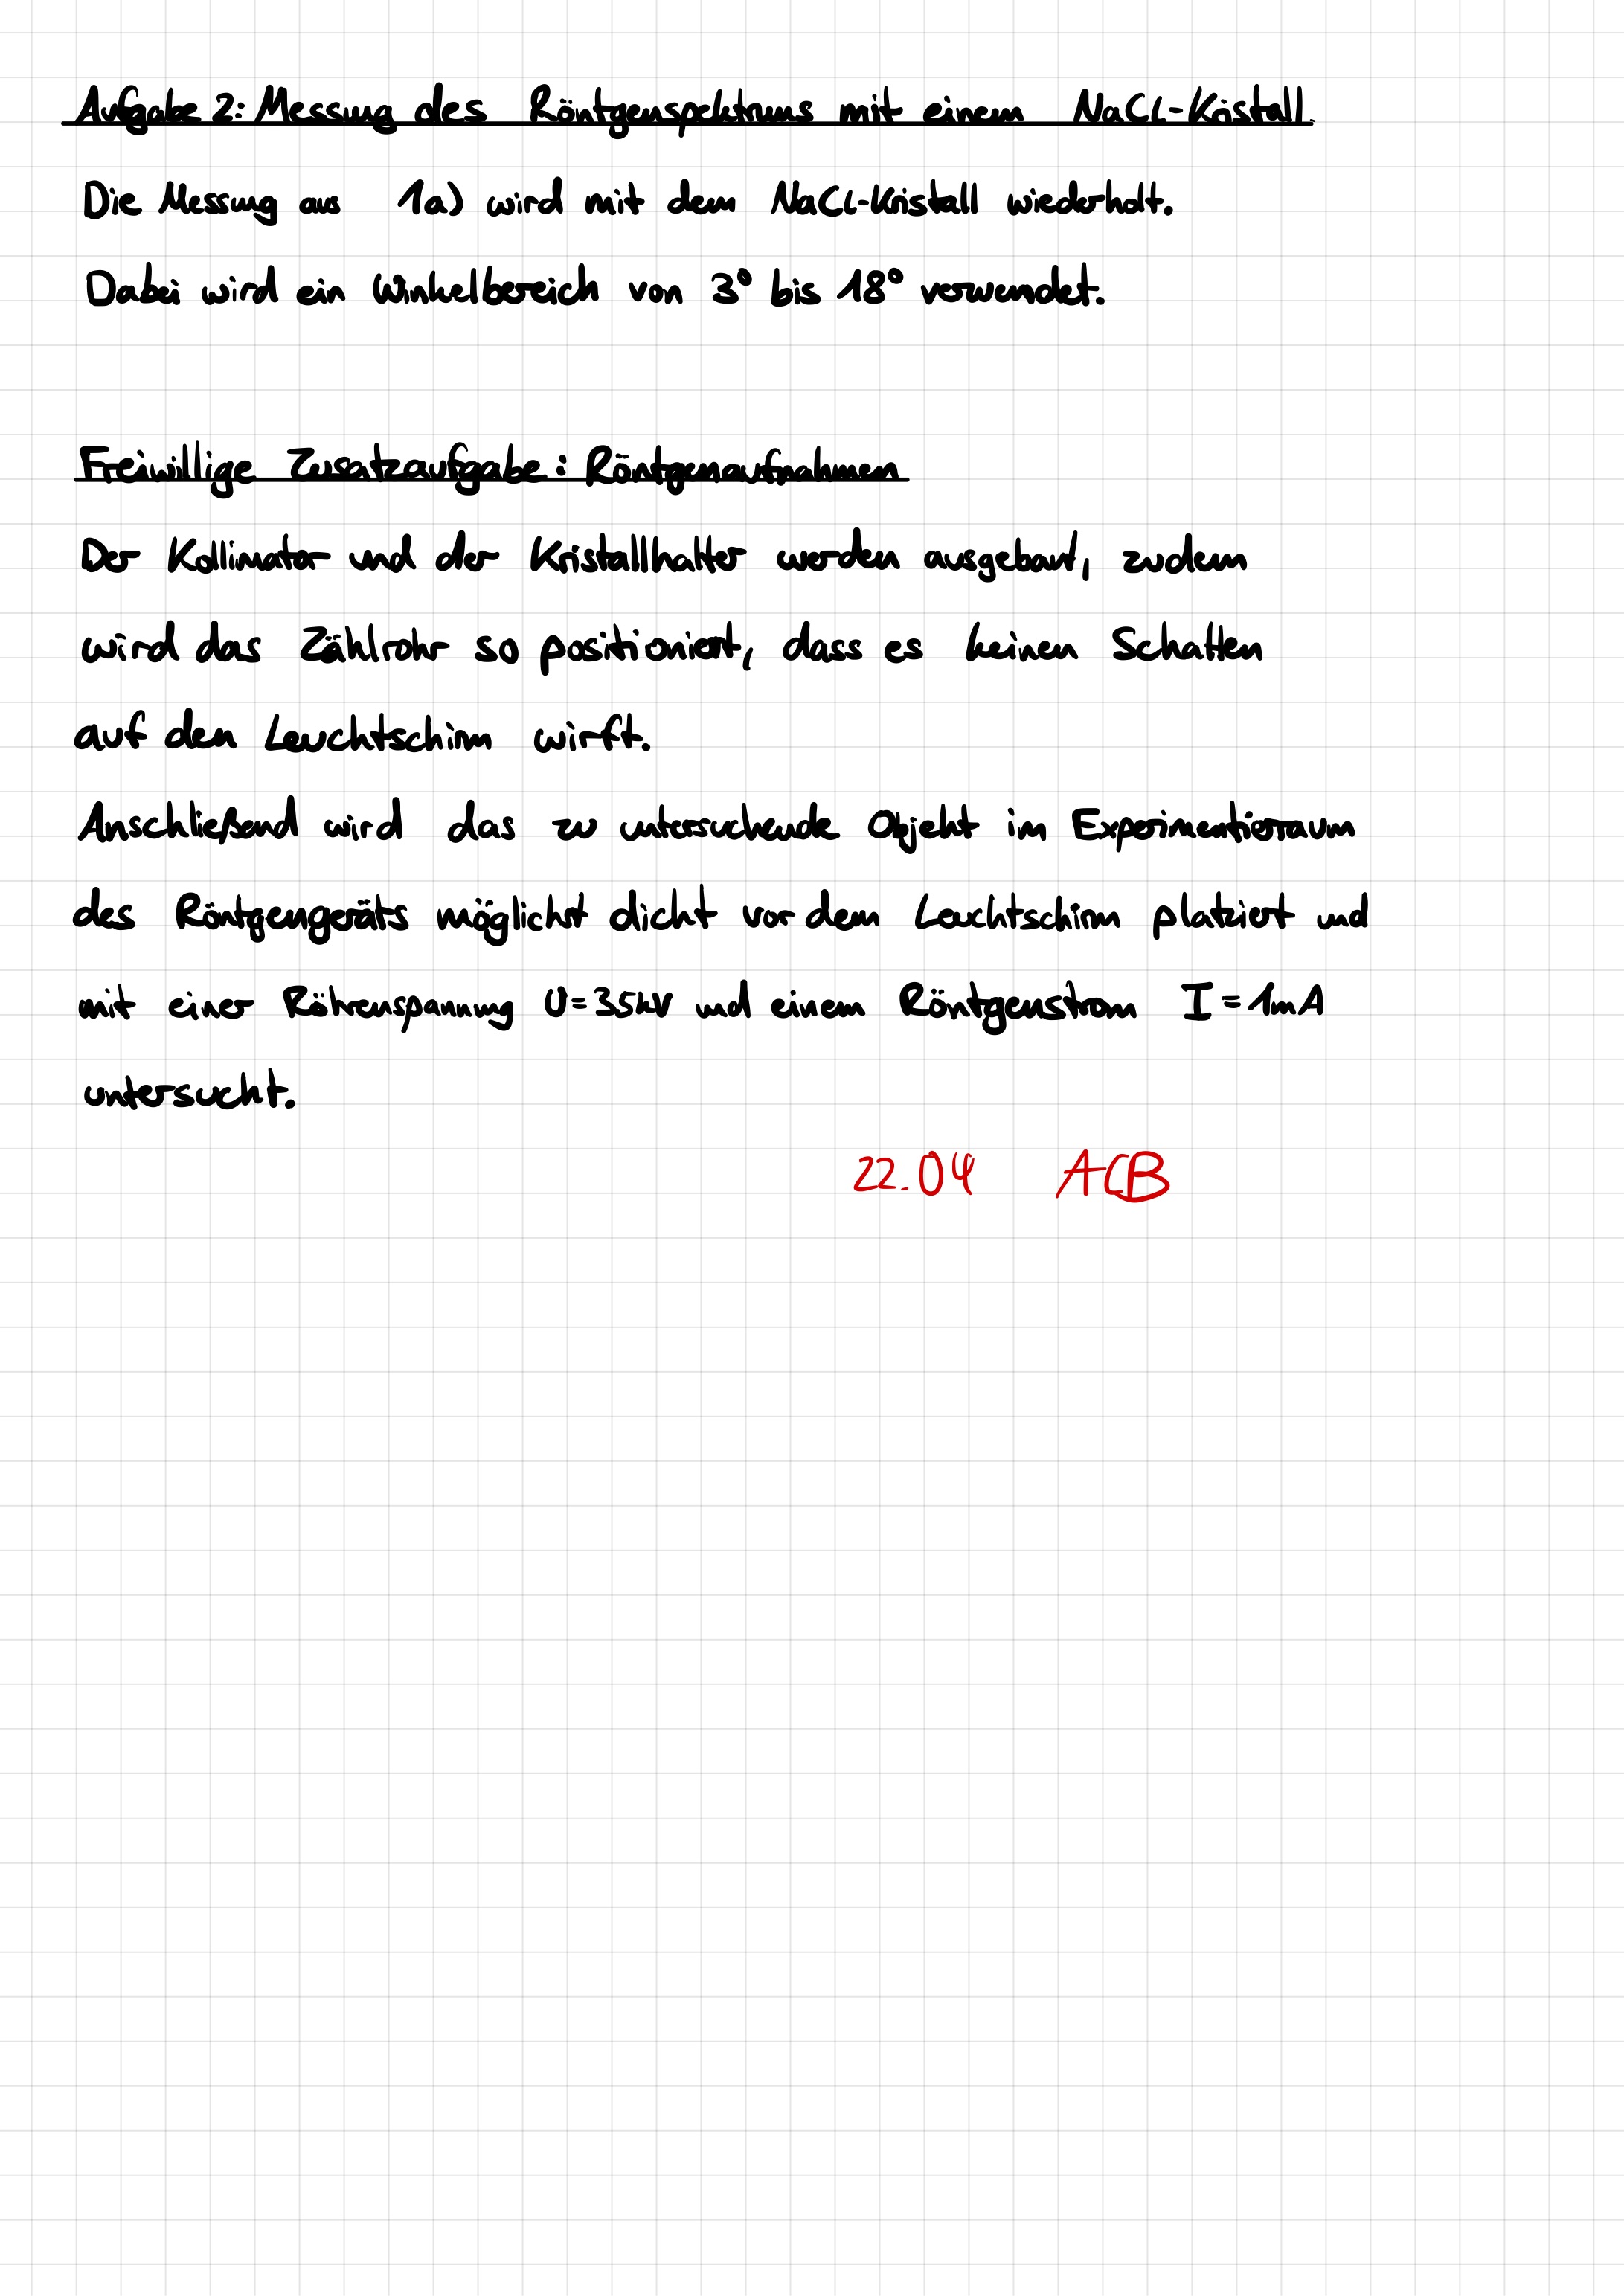 Aufgabe 2: Messung des Röntgenspektrums mit einem NaCl-Kristall
Die Messung aus 1a) wird mit dem NaCl-Kristall wiederholt.
Dabei wird ein Winkelbereich von 3° bis 18° verwendet.
Freiwillige Zusatzaufgabe: Röntgenaufnahmen
Der Kollimator und der Kristallhalter werden ausgebaut, zudem
wird das Zählrohr so positioniert, dass es keinen Schatten
auf den Leuchtschirm wirft.
Anschließend wird das zu untersuchende Objekt im Experimentierraum
des Röntgengeräts möglichst dicht vor dem Leuchtschirm platziert und
mit einer Röhrenspannung U=35kV und einem Röntgenstrom I=1mA
untersucht.
22.04 ACB